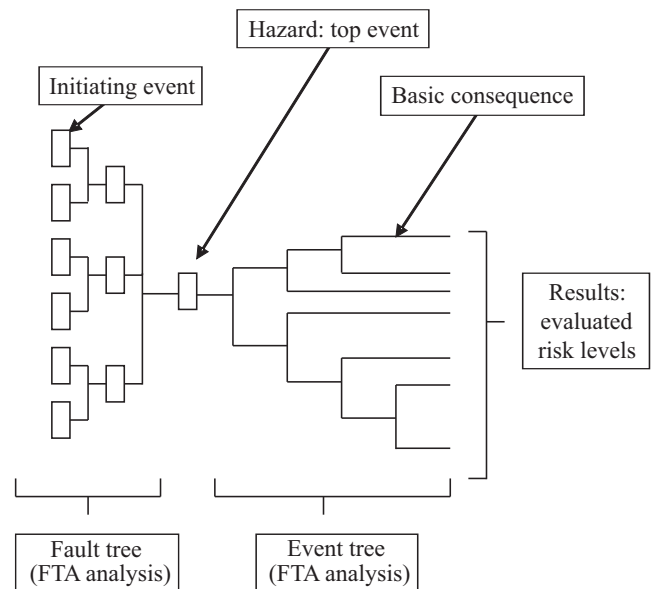 Hazard: top event
Initiating event
Basic consequence
Results:
evaluated
risk levels
Fault tree
(FTA analysis)
Event tree
(FTA analysis)